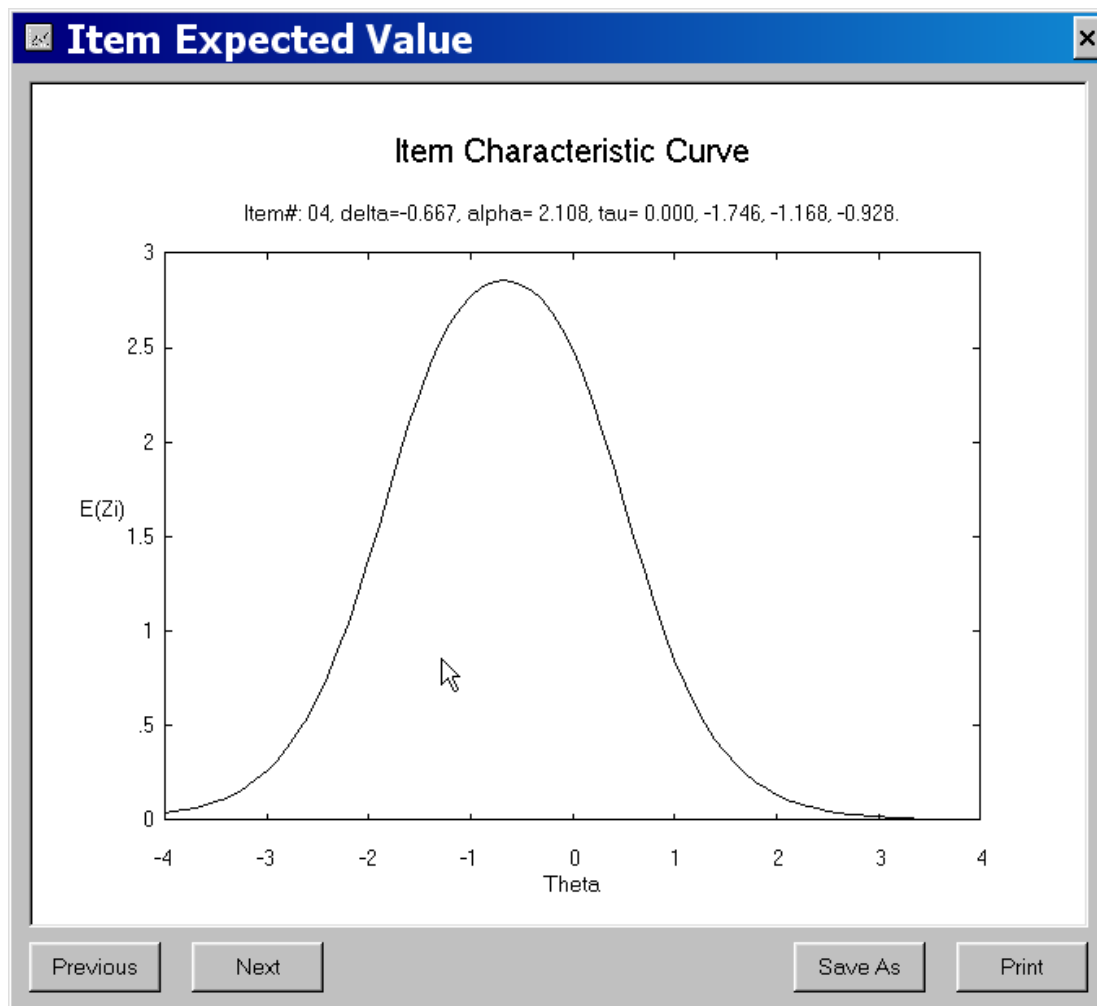 Item Expected Value
Item Characteristic Curve
Item#: 04, delta=-0.667, alpha= 2.108, tau= 0.000, -1.746, -1.168, -0.928.
3
2.5
2
E(Zi)
1.5
1
.5
0
-4 -3 -2 -1 0 1 2 3 4
Theta
Previous Next Save As Print